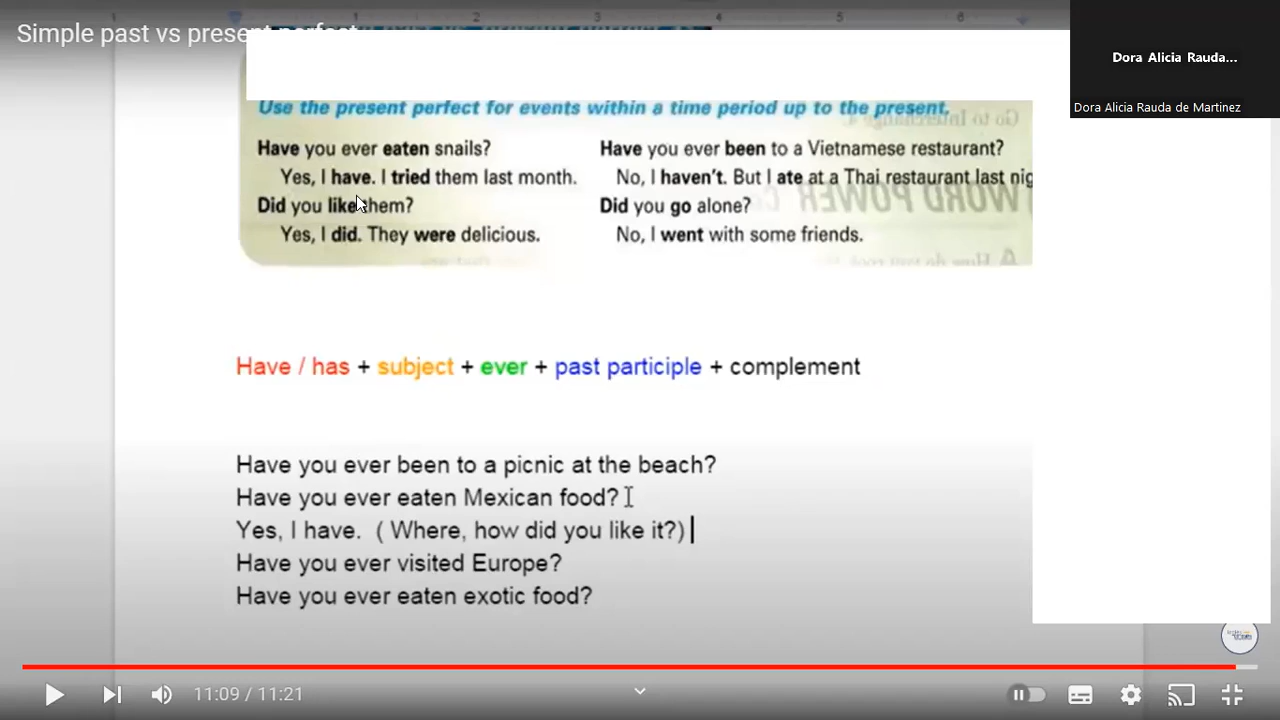 Simple past vs present perfect
Dora Alicia Rauda...
Dora Alicia Rauda de Martinez
Use the present perfect for events within a time period up to the present.
Have you ever eaten snails?
Yes, I have. I tried them last month.
Did you like them?
Yes, I did. They were delicious.
Have you ever been to a Vietnamese restaurant?
No, I haven't. But I ate at a Thai restaurant last nig
Did you go alone?
No, I went with some friends.
Have / has + subject + ever + past participle + complement
Have you ever been to a picnic at the beach?
Have you ever eaten Mexican food?
Yes, I have. ( Where, how did you like it?)
Have you ever visited Europe?
Have you ever eaten exotic food?
11:09 / 11:21